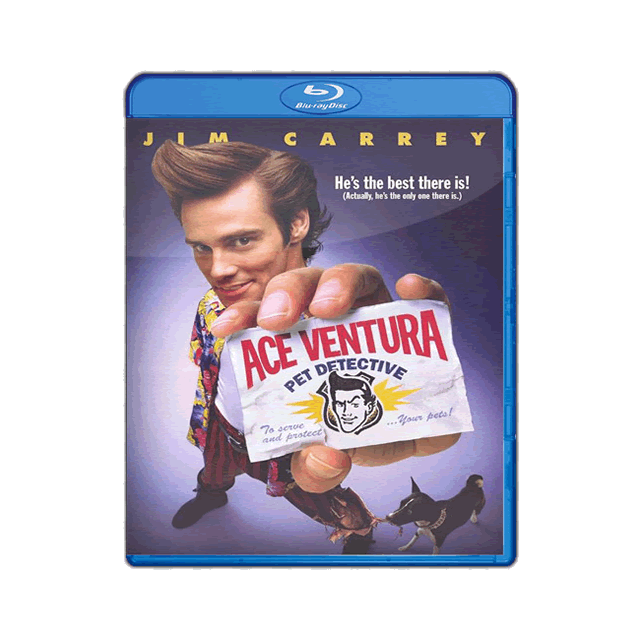 Blu-ray Disc
JIM CARREY
He's the best there is!
(Actually, he's the only one there is.)
ACE VENTURA
PET DETECTIVE
To serve
and protect
...Your pets!